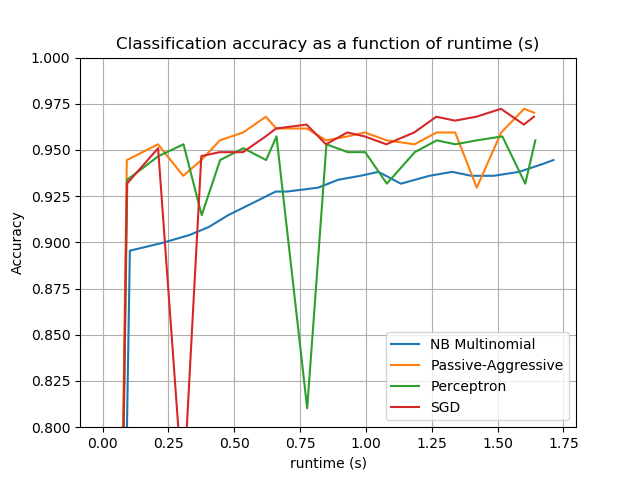 Classification accuracy as a function of runtime (s)
1.000
0.975
0.950
0.925
0.900
0.875
0.850
0.825
0.800
Accuracy
NB Multinomial
Passive-Aggressive
Perceptron
SGD
0.00 0.25 0.50 0.75 1.00 1.25 1.50 1.75
runtime (s)